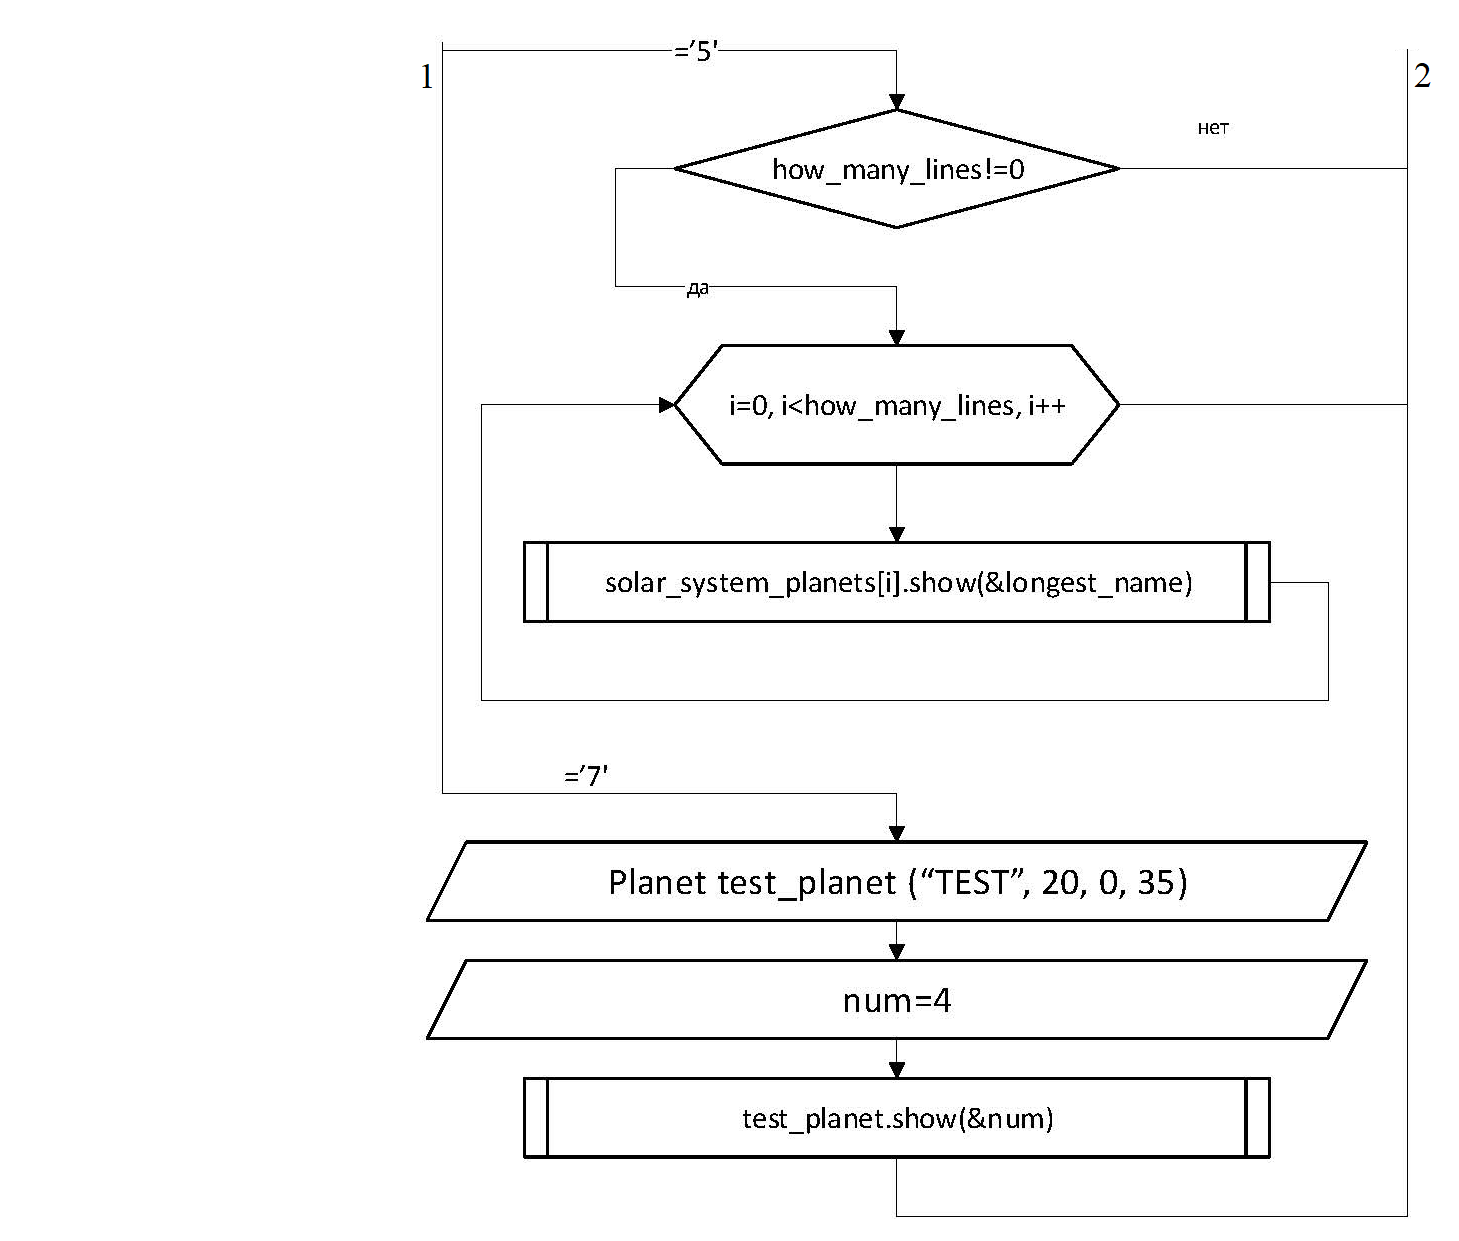 ='5'
1
2
нет
how_many_lines!=0
да
i=0, i<how_many_lines, i++
solar_system_planets[i].show(&longest_name)
='7'
Planet test_planet (“TEST”, 20, 0, 35)
num=4
test_planet.show(&num)